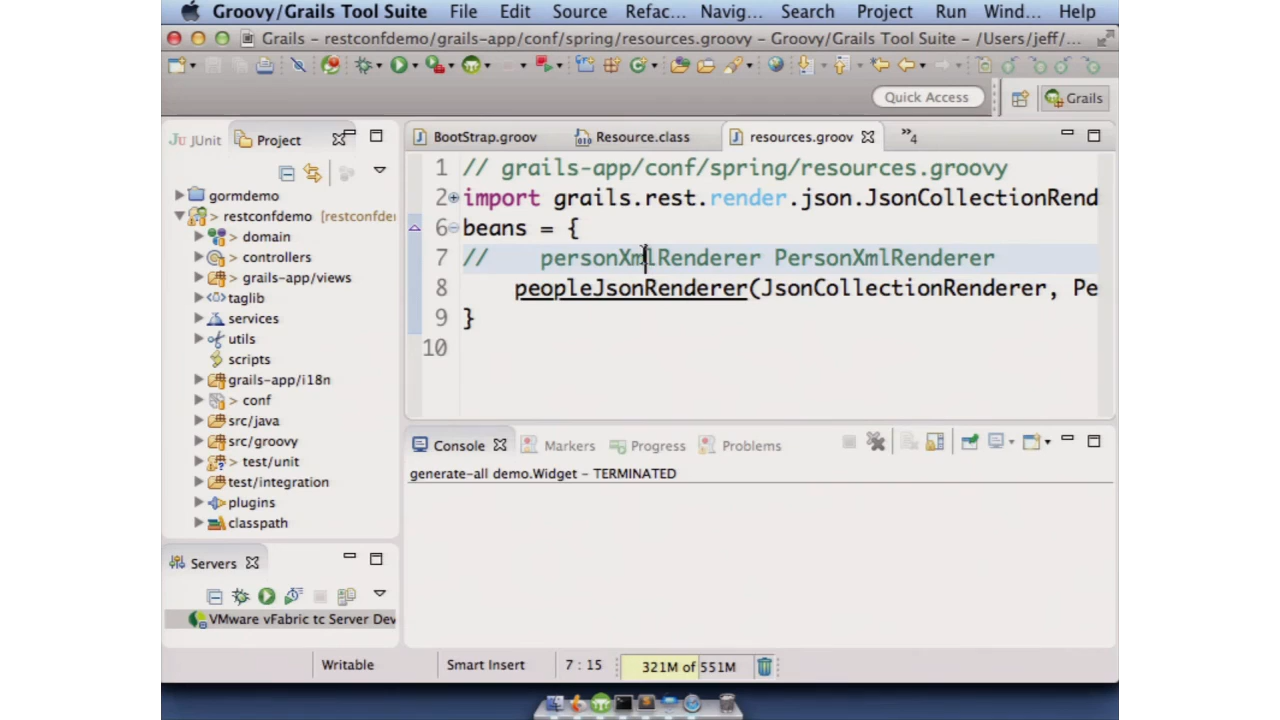 Groovy/Grails Tool Suite File Edit Source Refac... Navig... Search Project Run Wind... Help
Grails - restconfdemo/grails-app/conf/spring/resources.groovy - Groovy/Grails Tool Suite - /Users/jeff/...
Quick Access
Grails
JU JUnit
Project
BootStrap.groov
Resource.class
resources.groov
»4
gormdemo
> restconfdemo (restconfdem
> domain
> controllers
> grails-app/views
taglib
services
utils
scripts
grails-app/i18n
> conf
src/java
src/groovy
> test/unit
test/integration
plugins
classpath
1 // grails-app/conf/spring/resources.groovy
2 import grails.rest.render.json.JsonCollectionRend
6 beans = {
7 // personXmlRenderer PersonXmlRenderer
8 peopleJsonRenderer(JsonCollectionRenderer, Pe
9 }
10
Console Markers Progress Problems
generate-all demo.Widget - TERMINATED
Servers
VMware vFabric tc Server Dev
Writable Smart Insert 7 : 15 321M of 551M